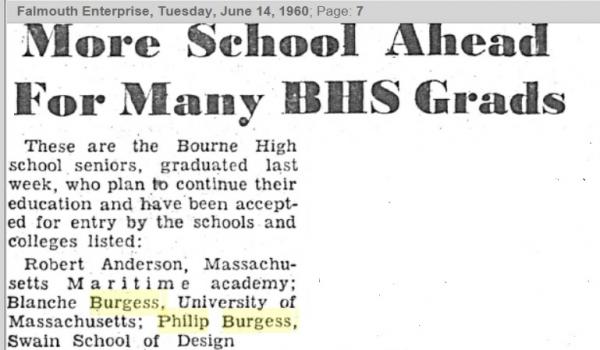 Falmouth Enterprise, Tuesday, June 14, 1960; Page: 7
More School Ahead
For Many BHS Grads
These are the Bourne High
school seniors, graduated last
week, who plan to continue their
education and have been accept-
ed for entry by the schools and
colleges listed:
Robert Anderson, Massachu-
setts Maritime academy;
Blanche Burgess, University of
Massachusetts; Philip Burgess,
Swain School of Design